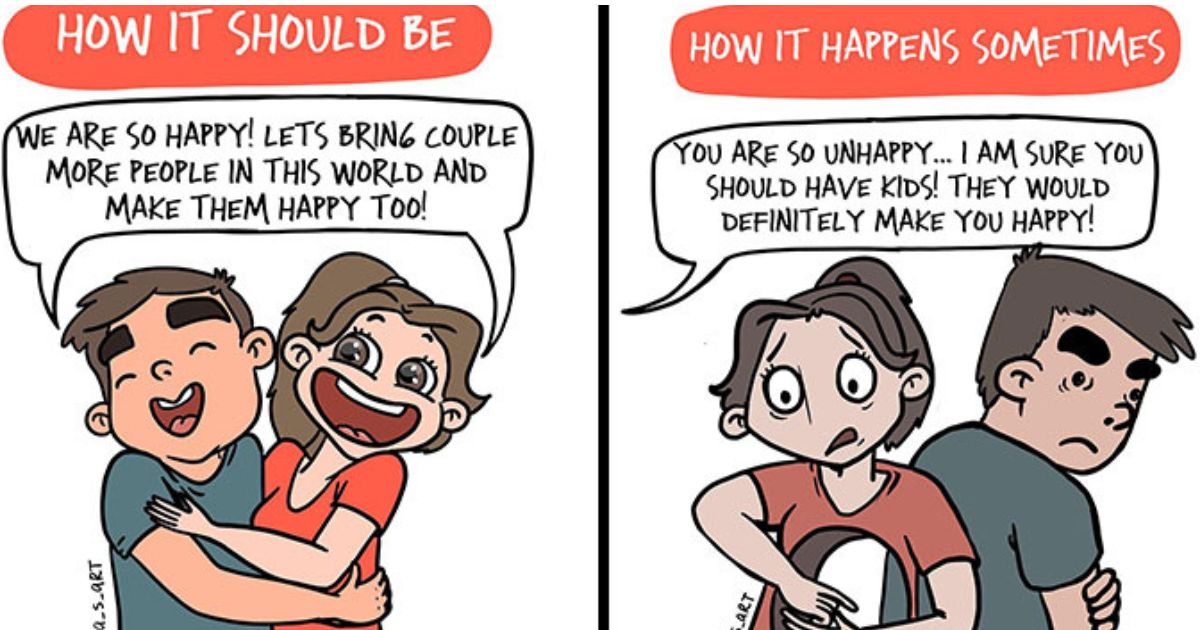 HOW IT SHOULD BE
WE ARE SO HAPPY! LETS BRING COUPLE
MORE PEOPLE IN THIS WORLD AND
MAKE THEM HAPPY TOO!
a_s_ART
HOW IT HAPPENS SOMETIMES
YOU ARE SO UNHAPPY... I AM SURE YOU
SHOULD HAVE KIDS! THEY WOULD
DEFINITELY MAKE YOU HAPPY!
s_ART